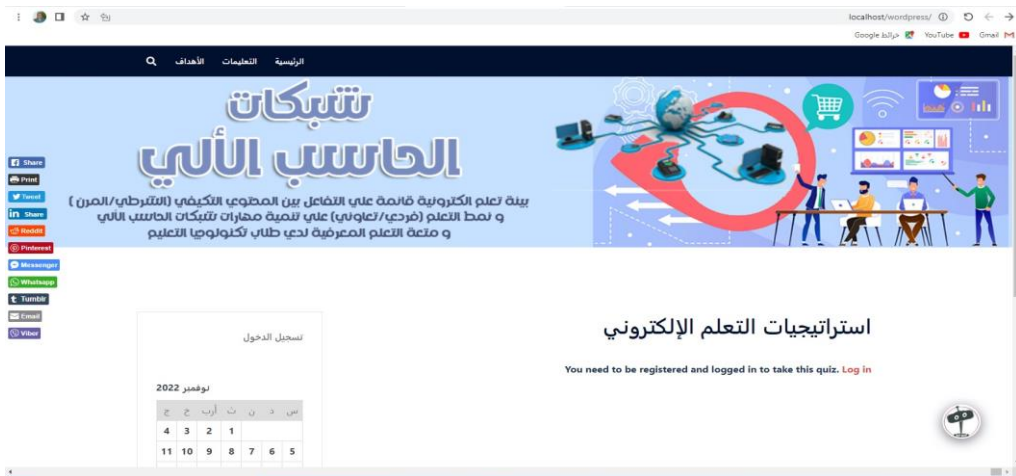 localhost/wordpress/
Gmail
YouTube
خرائط Google
الرئيسية
التعليمات
الأهداف
شبكات
الحاسب الألي
بيئة تعلم الكترونية قائمة علي التفاعل بين المحتوي التكيفي (الشرطي/المرن )
و نمط التعلم (فردي/تعاوني) علي تنمية مهارات شبكات الحاسب الألي
و متعة التعلم المعرفية لدي طلاب تكنولوجيا التعليم
Share
Print
Tweet
Share
Reddit
Pinterest
Messenger
Whatsapp
Tumblr
Email
Viber
استراتيجيات التعلم الإلكتروني
You need to be registered and logged in to take this quiz. Log in
تسجيل الدخول
نوفمبر 2022
س د ن ث أرب خ ج
1 2 3 4
5 6 7 8 9 10 11